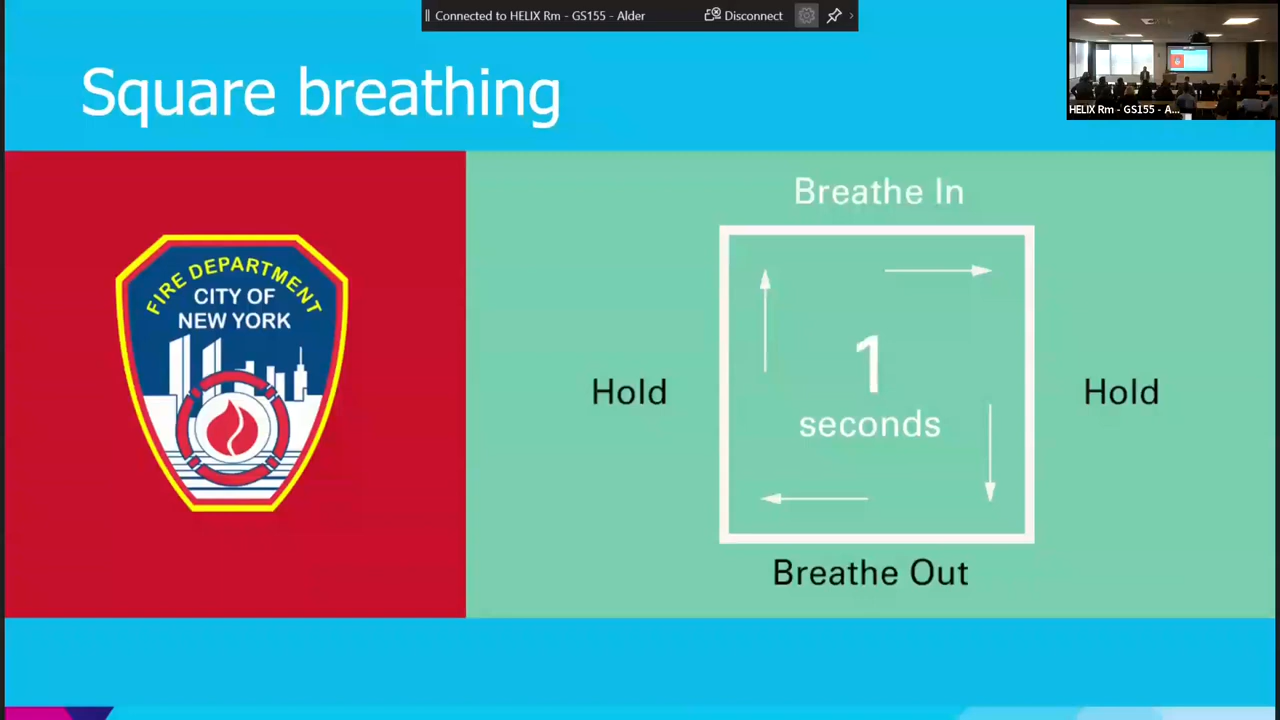 Connected to HELIX Rm - GS155 - Alder
Disconnect
HELIX Rm - GS155 - A...
Square breathing
FIRE DEPARTMENT
CITY OF
NEW YORK
Breathe In
Hold
1
seconds
Hold
Breathe Out